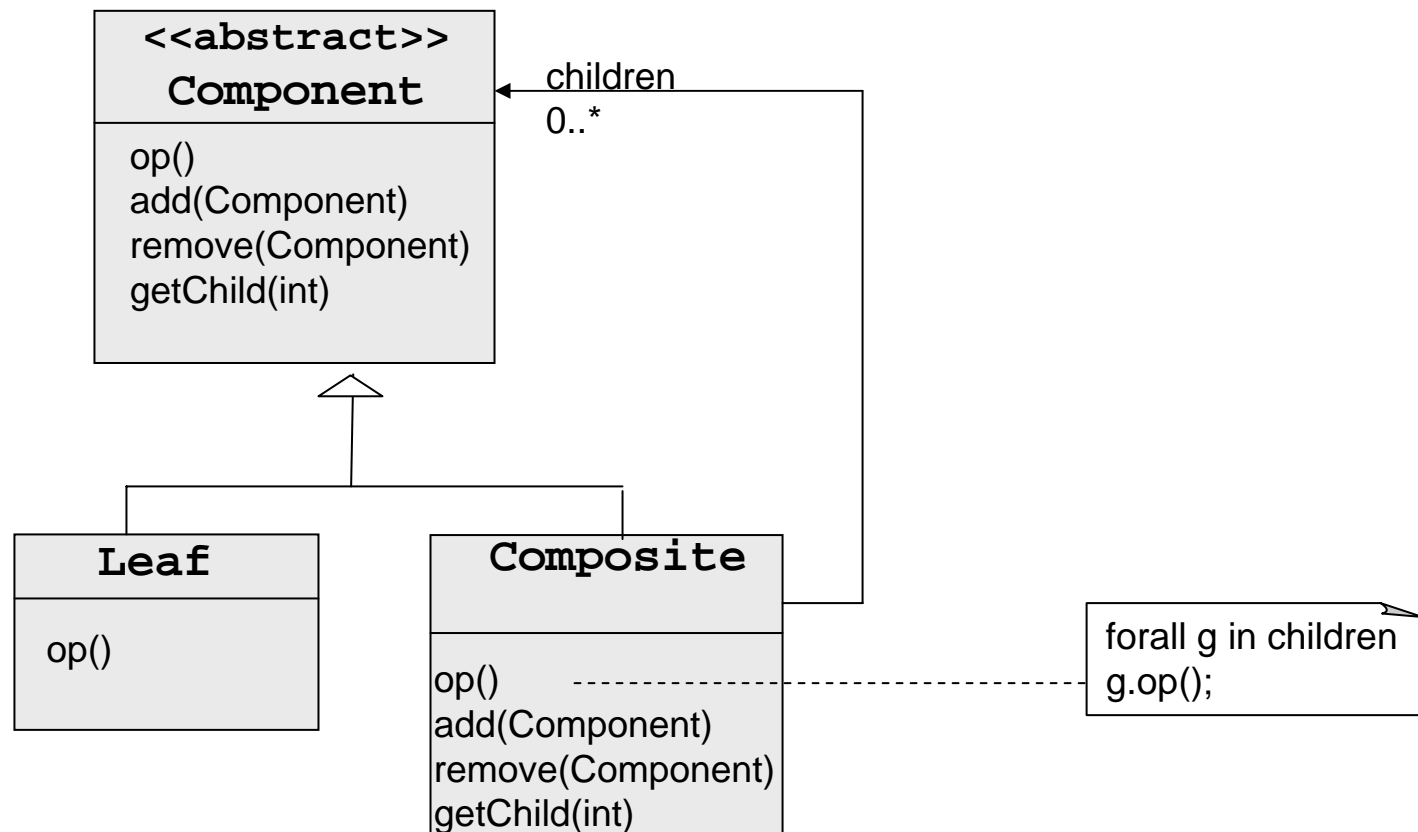 <<abstract>>
Component
op()
add(Component)
remove(Component)
getChild(int)
children
0..*
Leaf
op()
Composite
op()
add(Component)
remove(Component)
getChild(int)
forall g in children
g.op();